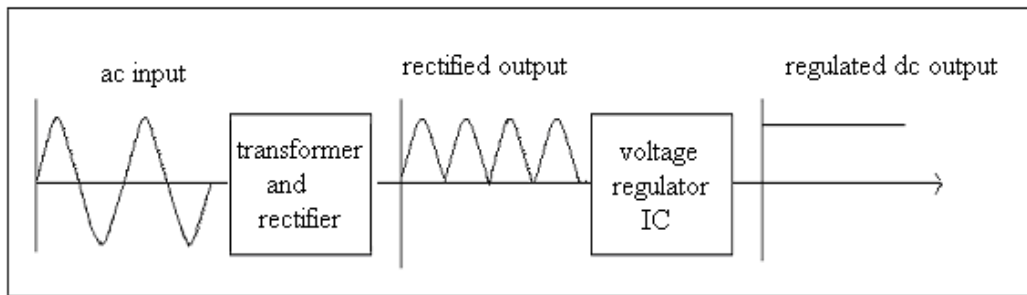 ac input
transformer
and
rectifier
rectified output
voltage
regulator
IC
regulated dc output